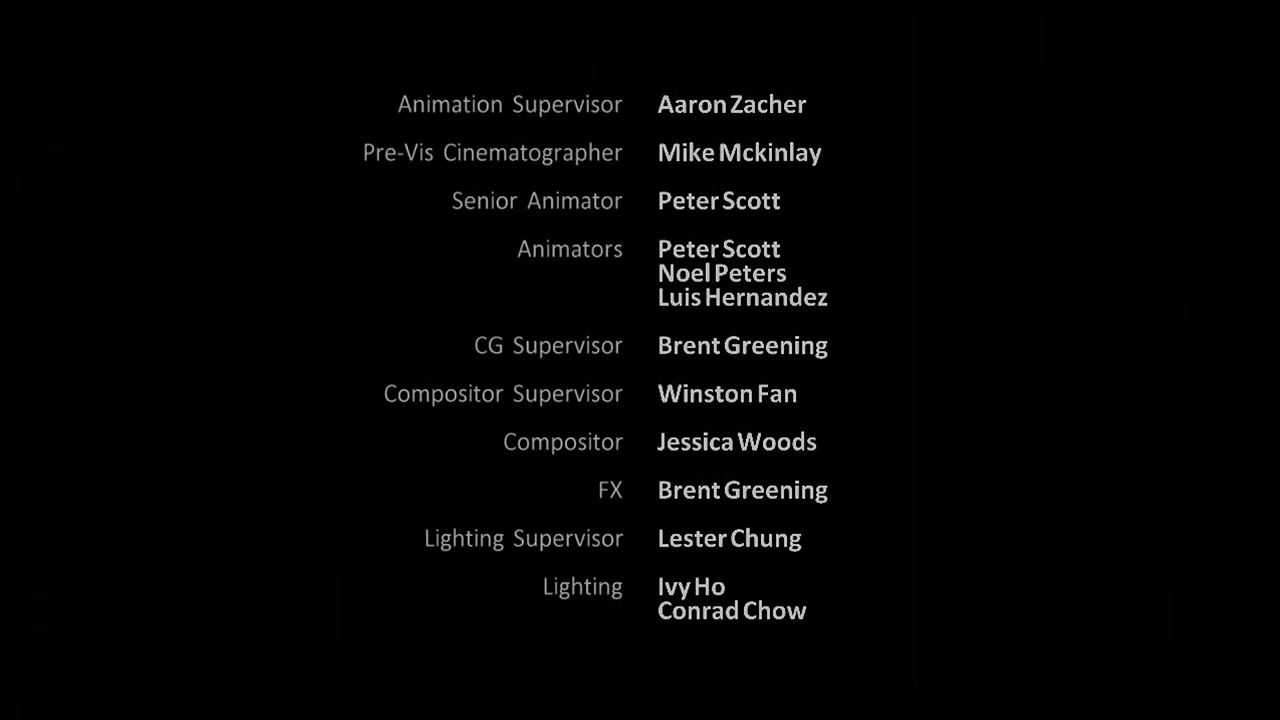 Animation Supervisor Aaron Zacher
Pre-Vis Cinematographer Mike Mckinlay
Senior Animator Peter Scott
Animators Peter Scott
Noel Peters
Luis Hernandez
CG Supervisor Brent Greening
Compositor Supervisor Winston Fan
Compositor Jessica Woods
FX Brent Greening
Lighting Supervisor Lester Chung
Lighting Ivy Ho
Conrad Chow